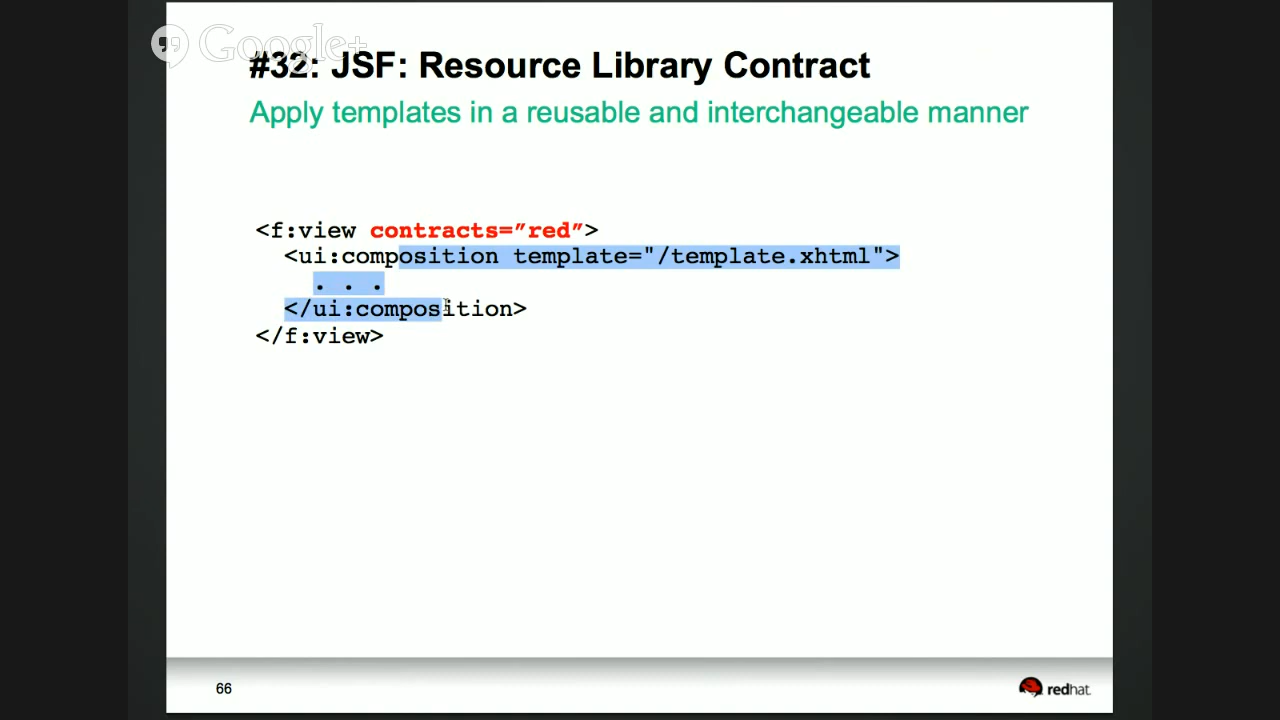 Google+
#32: JSF: Resource Library Contract
Apply templates in a reusable and interchangeable manner
<f:view contracts=”red”>
<ui:composition template="/template.xhtml">
. . .
</ui:composition>
</f:view>
66
redhat.